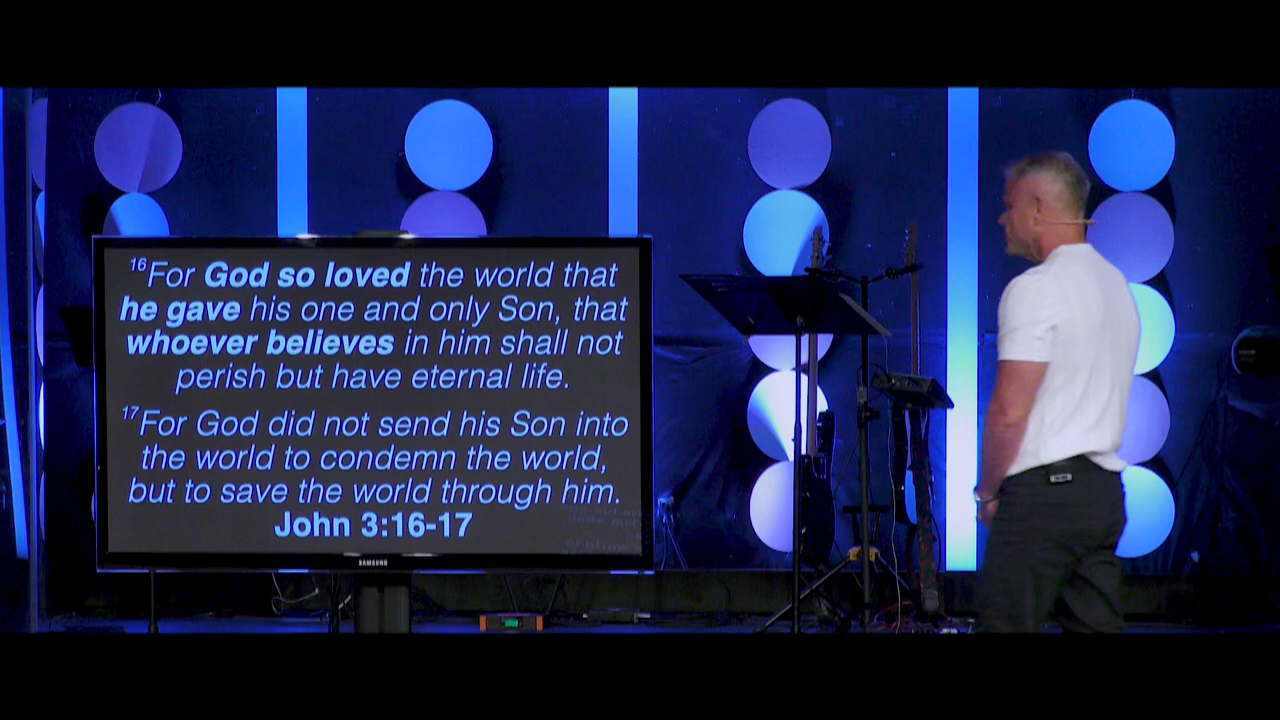 16For God so loved the world that
he gave his one and only Son, that
whoever believes in him shall not
perish but have eternal life.
17For God did not send his Son into
the world to condemn the world,
but to save the world through him.
John 3:16-17
SAMSUNG